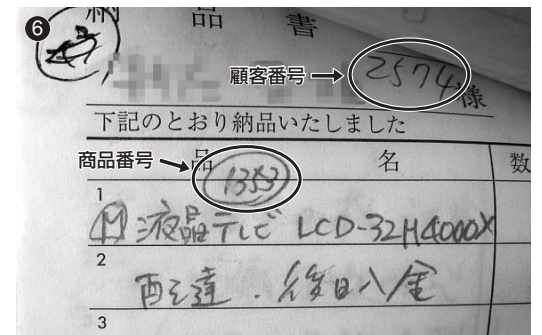 6
納品書
顧客番号 2574 様
下記のとおり納品いたしました
商品番号 1353
品名 数
1
M 液晶テレビ LCD-32H4000X
2
配達.後日入金
3